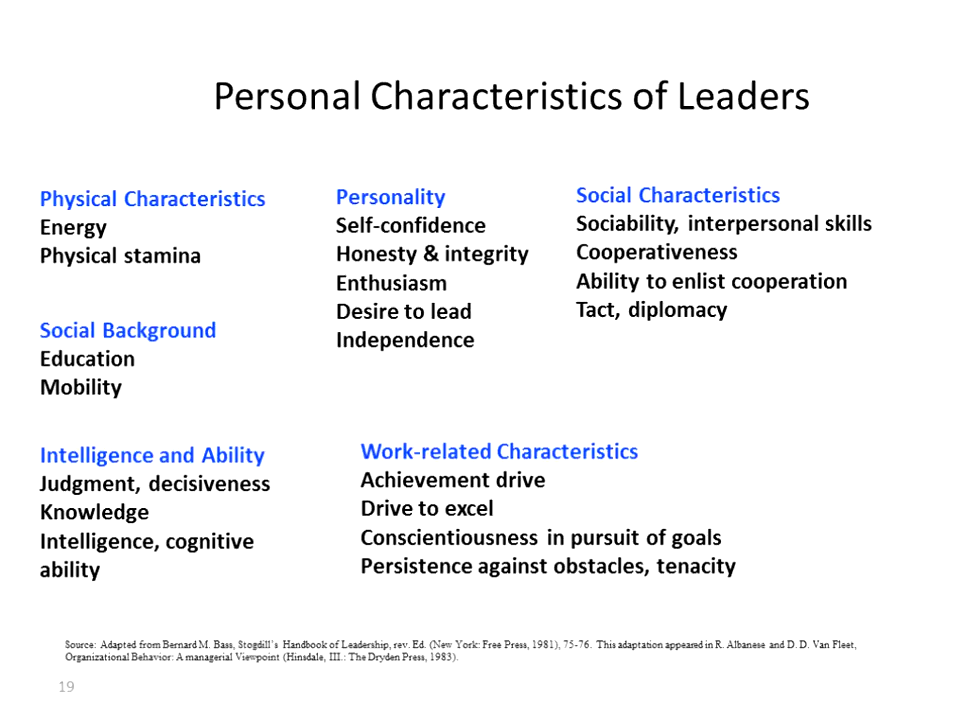 Personal Characteristics of Leaders
Physical Characteristics
Energy
Physical stamina
Social Background
Education
Mobility
Personality
Self-confidence
Honesty & integrity
Enthusiasm
Desire to lead
Independence
Social Characteristics
Sociability, interpersonal skills
Cooperativeness
Ability to enlist cooperation
Tact, diplomacy
Intelligence and Ability
Judgment, decisiveness
Knowledge
Intelligence, cognitive
ability
Work-related Characteristics
Achievement drive
Drive to excel
Conscientiousness in pursuit of goals
Persistence against obstacles, tenacity
Source: Adapted from Bernard M. Bass, Stogdill's Handbook of Leadership, rev. Ed. (New York: Free Press, 1981), 75-76. This adaptation appeared in R. Albanese and D. D. Van Fleet,
Organizational Behavior: A managerial Viewpoint (Hinsdale, III.: The Dryden Press, 1983).
19